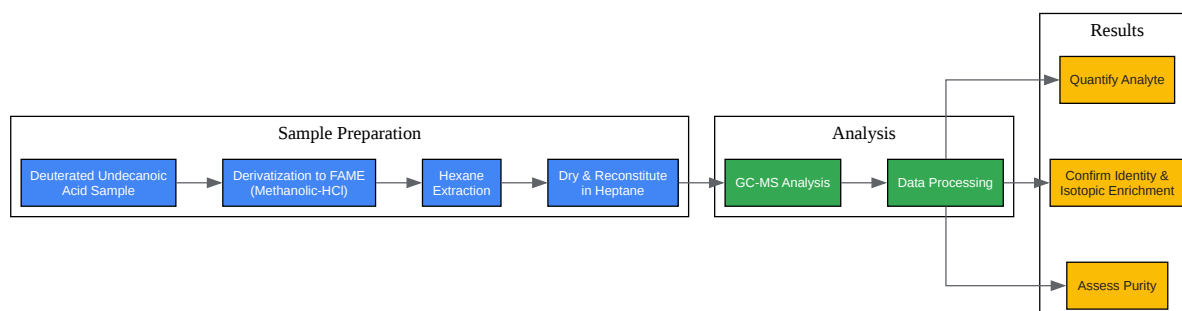 Results
Quantify Analyte
Sample Preparation
Analysis
Deuterated Undecanoic
Acid Sample
Derivatization to FAME
(Methanolic-HCl)
Hexane
Extraction
Dry & Reconstitute
in Heptane
GC-MS Analysis
Data Processing
Confirm Identity &
Isotopic Enrichment
Assess Purity